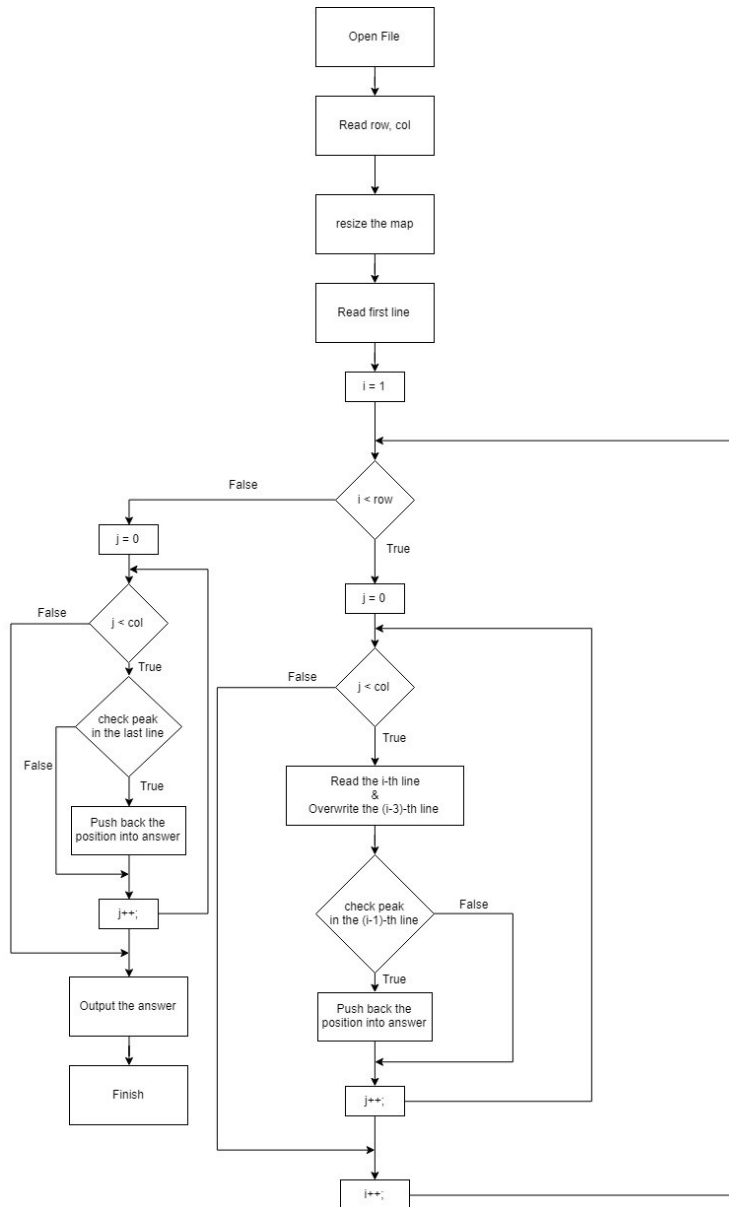 Open File
Read row, col
resize the map
Read first line
i = 1
i < row
False
True
j = 0
j < col
False
True
check peak
in the last line
False
True
Push back the
position into answer
j++;
Output the answer
Finish
j = 0
j < col
False
True
Read the i-th line
&
Overwrite the (i-3)-th line
check peak
in the (i-1)-th line
False
True
Push back the
position into answer
j++;
i++;